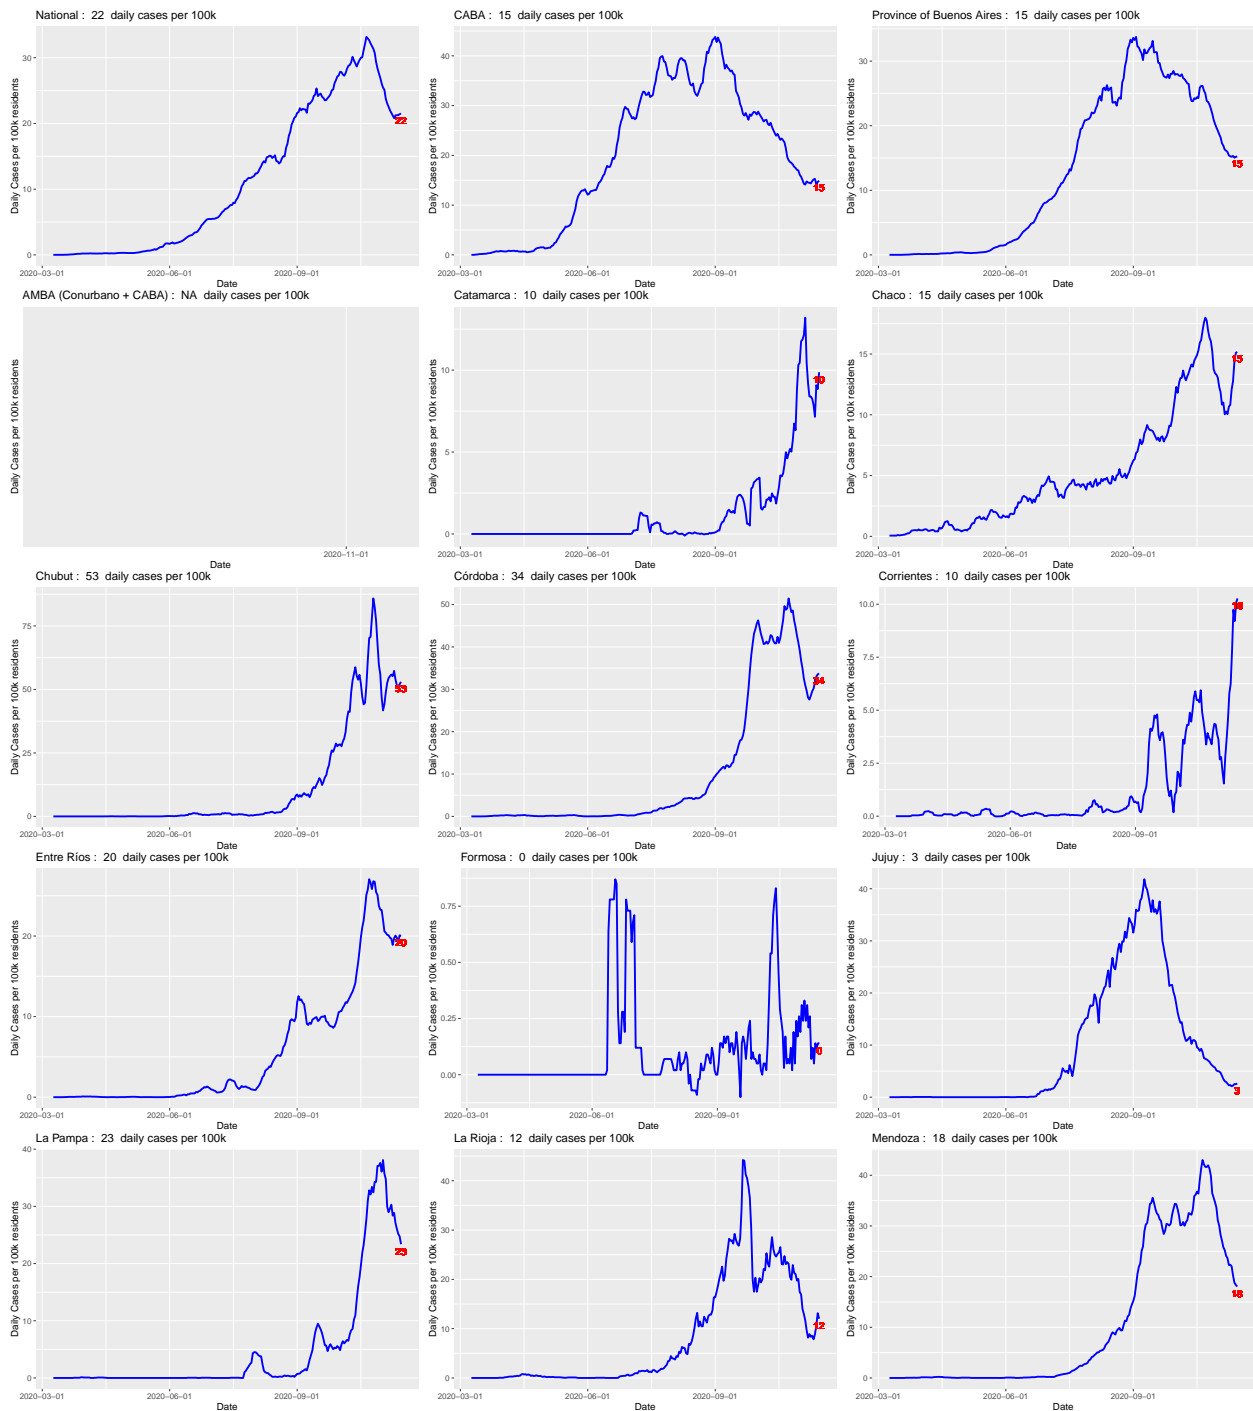 National : 22 daily cases per 100k
Daily Cases per 100k residents
30
20
10
0
22
2020−03−01
2020−06−01
2020−09−01
Date
CABA : 15 daily cases per 100k
Daily Cases per 100k residents
40
30
20
10
0
15
2020−03−01
2020−06−01
2020−09−01
Date
Province of Buenos Aires : 15 daily cases per 100k
Daily Cases per 100k residents
30
20
10
0
15
2020−03−01
2020−06−01
2020−09−01
Date
AMBA (Conurbano + CABA) : NA daily cases per 100k
Daily Cases per 100k residents
2020−11−01
Date
Catamarca : 10 daily cases per 100k
Daily Cases per 100k residents
10
5
0
10
2020−03−01
2020−06−01
2020−09−01
Date
Chaco : 15 daily cases per 100k
Daily Cases per 100k residents
15
10
5
0
15
2020−03−01
2020−06−01
2020−09−01
Date
Chubut : 53 daily cases per 100k
Daily Cases per 100k residents
75
50
25
0
53
2020−03−01
2020−06−01
2020−09−01
Date
Córdoba : 34 daily cases per 100k
Daily Cases per 100k residents
50
40
30
20
10
0
34
2020−03−01
2020−06−01
2020−09−01
Date
Corrientes : 10 daily cases per 100k
Daily Cases per 100k residents
10.0
7.5
5.0
2.5
0.0
10
2020−03−01
2020−06−01
2020−09−01
Date
Entre Ríos : 20 daily cases per 100k
Daily Cases per 100k residents
20
10
0
20
2020−03−01
2020−06−01
2020−09−01
Date
Formosa : 0 daily cases per 100k
Daily Cases per 100k residents
0.75
0.50
0.25
0.00
0
2020−03−01
2020−06−01
2020−09−01
Date
Jujuy : 3 daily cases per 100k
Daily Cases per 100k residents
40
30
20
10
0
3
2020−03−01
2020−06−01
2020−09−01
Date
La Pampa : 23 daily cases per 100k
Daily Cases per 100k residents
40
30
20
10
0
23
2020−03−01
2020−06−01
2020−09−01
Date
La Rioja : 12 daily cases per 100k
Daily Cases per 100k residents
40
30
20
10
0
12
2020−03−01
2020−06−01
2020−09−01
Date
Mendoza : 18 daily cases per 100k
Daily Cases per 100k residents
40
30
20
10
0
18
2020−03−01
2020−06−01
2020−09−01
Date